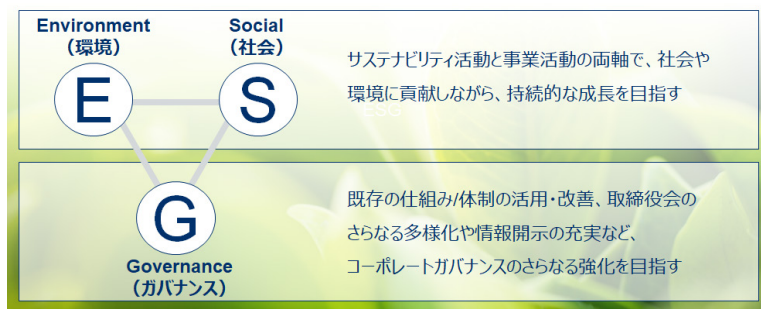 Environment
(環境)
Social
(社会)
E
S
サステナビリティ活動と事業活動の両軸で、社会や
環境に貢献しながら、持続的な成長を目指す
ESG
G
Governance
(ガバナンス)
既存の仕組み/体制の活用・改善、取締役会の
さらなる多様化や情報開示の充実など、
コーポレートガバナンスのさらなる強化を目指す